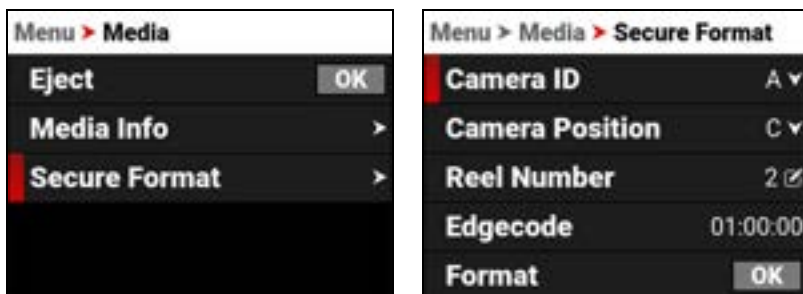 Menu > Media
Eject OK
Media Info >
Secure Format >
Menu > Media > Secure Format
Camera ID A
Camera Position C
Reel Number 2
Edgecode 01:00:00
Format OK